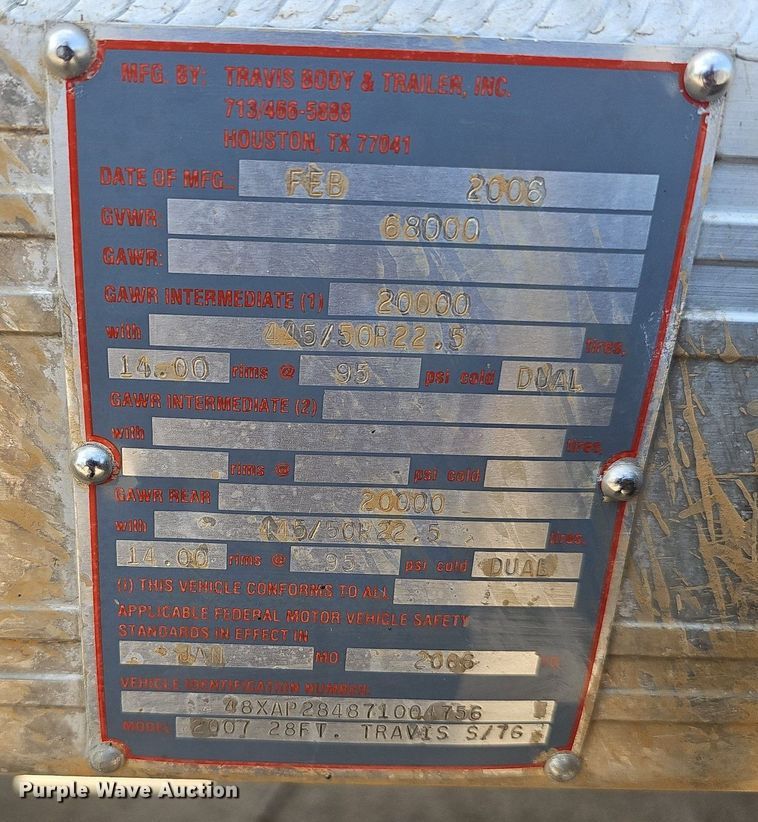 MFG. BY: TRAVIS BODY & TRAILER, INC.
713/466-5888
HOUSTON, TX 77041
DATE OF MFG.: FEB 2006
GVWR: 68000
GAWR:
GAWR INTERMEDIATE (1) 20000
with 445/50R22.5 tires,
14.00 rims @ 95 psi cold DUAL
GAWR INTERMEDIATE (2)
with tires,
rims @ psi cold
GAWR REAR 20000
with 445/50R22.5 tires,
14.00 rims @ 95 psi cold DUAL
(i) THIS VEHICLE CONFORMS TO ALL
APPLICABLE FEDERAL MOTOR VEHICLE SAFETY
STANDARDS IN EFFECT IN
JAN MO 2006 YR
VEHICLE IDENTIFICATION NUMBER
48XAP284871004756
MODEL 2007 28FT. TRAVIS S/76
Purple Wave Auction